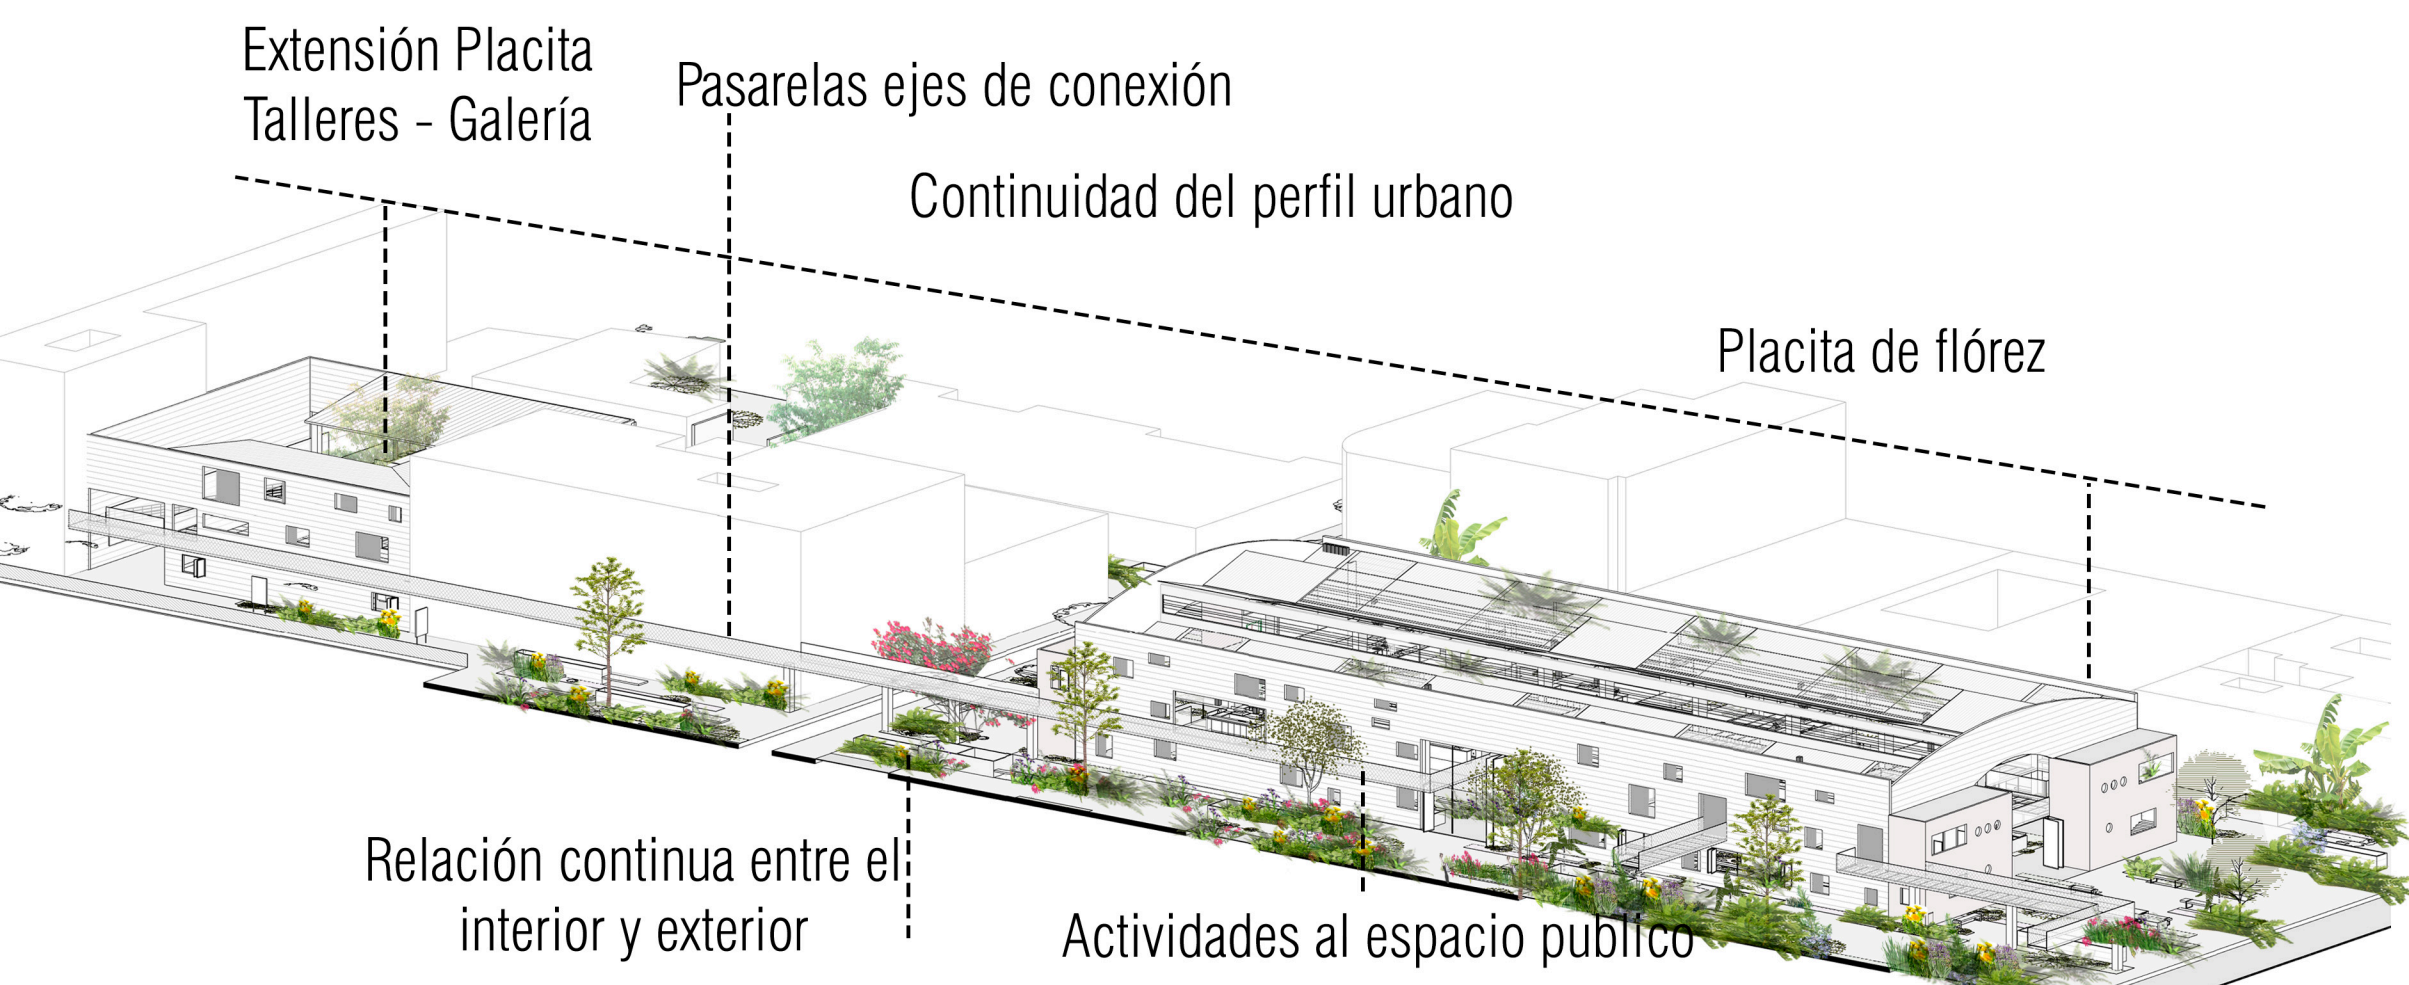 Extensión Placita
Talleres - Galería
Pasarelas ejes de conexión
Continuidad del perfil urbano
Placita de flórez
Relación continua entre el
interior y exterior
Actividades al espacio publico